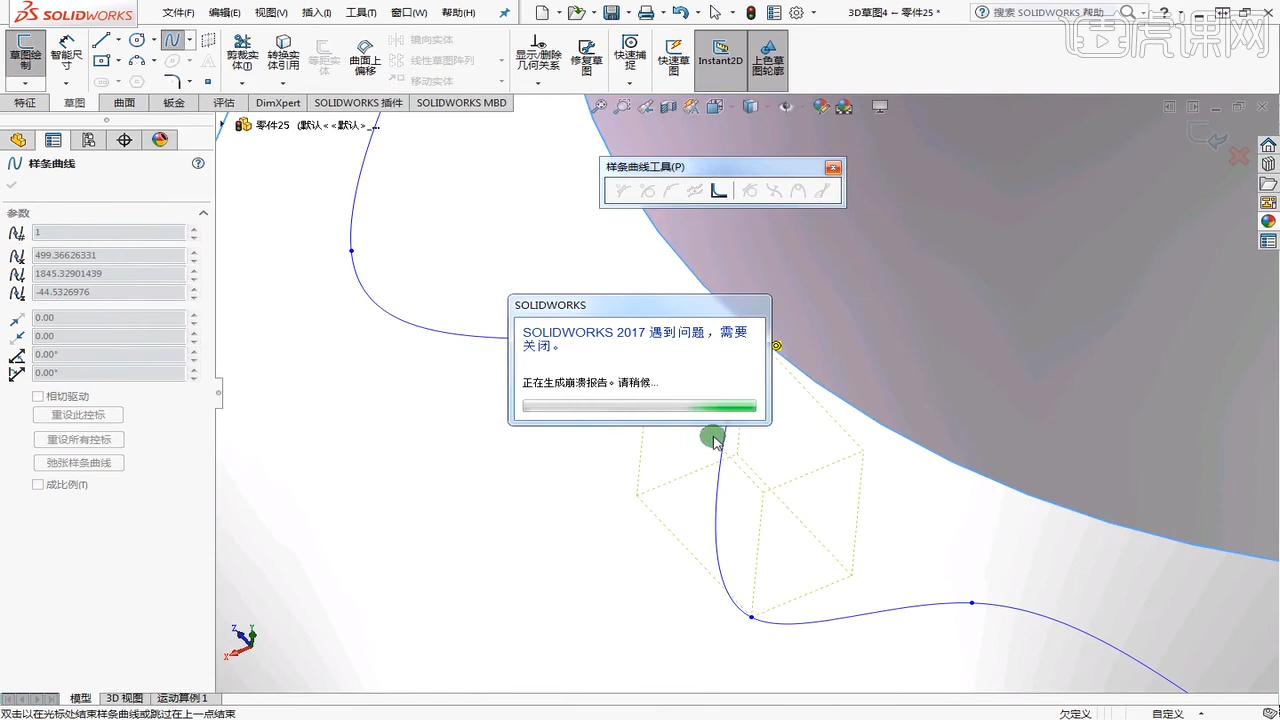 SOLIDWORKS
文件(F) 编辑(E) 视图(V) 插入(I) 工具(T) 窗口(W) 帮助(H)
3D草图4 ← 零件25 *
搜索 SOLIDWORKS 帮助
草图绘制
智能尺寸
剪裁实体(T)
转换实体引用
等距实体
曲面上偏移
镜向实体
线性草图阵列
移动实体
显示/删除几何关系
修复草图
快速捕捉
快速草图
Instant2D
上色草图轮廓
特征 草图 曲面 钣金 评估 DimXpert SOLIDWORKS 插件 SOLIDWORKS MBD
零件25 (默认<<默认>_...
虎课网
样条曲线
参数
1
499.36626331
1845.32901439
-44.5326976
0.00
0.00
0.00°
0.00°
相切驱动
重设此控标
重设所有控标
弛张样条曲线
成比例(T)
样条曲线工具(P)
SOLIDWORKS
SOLIDWORKS 2017 遇到问题，需要
关闭。
正在生成崩溃报告。请稍候...
Z
Y
X
模型 3D 视图 运动算例 1
双击以在光标处结束样条曲线或跳过在上一点结束
欠定义
自定义